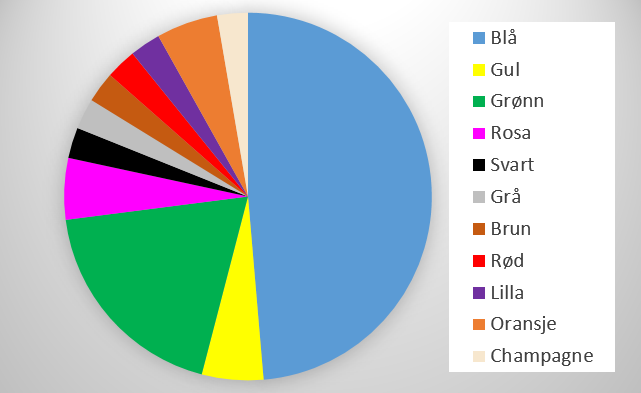 Blå
Gul
Grønn
Rosa
Svart
Grå
Brun
Rød
Lilla
Oransje
Champagne